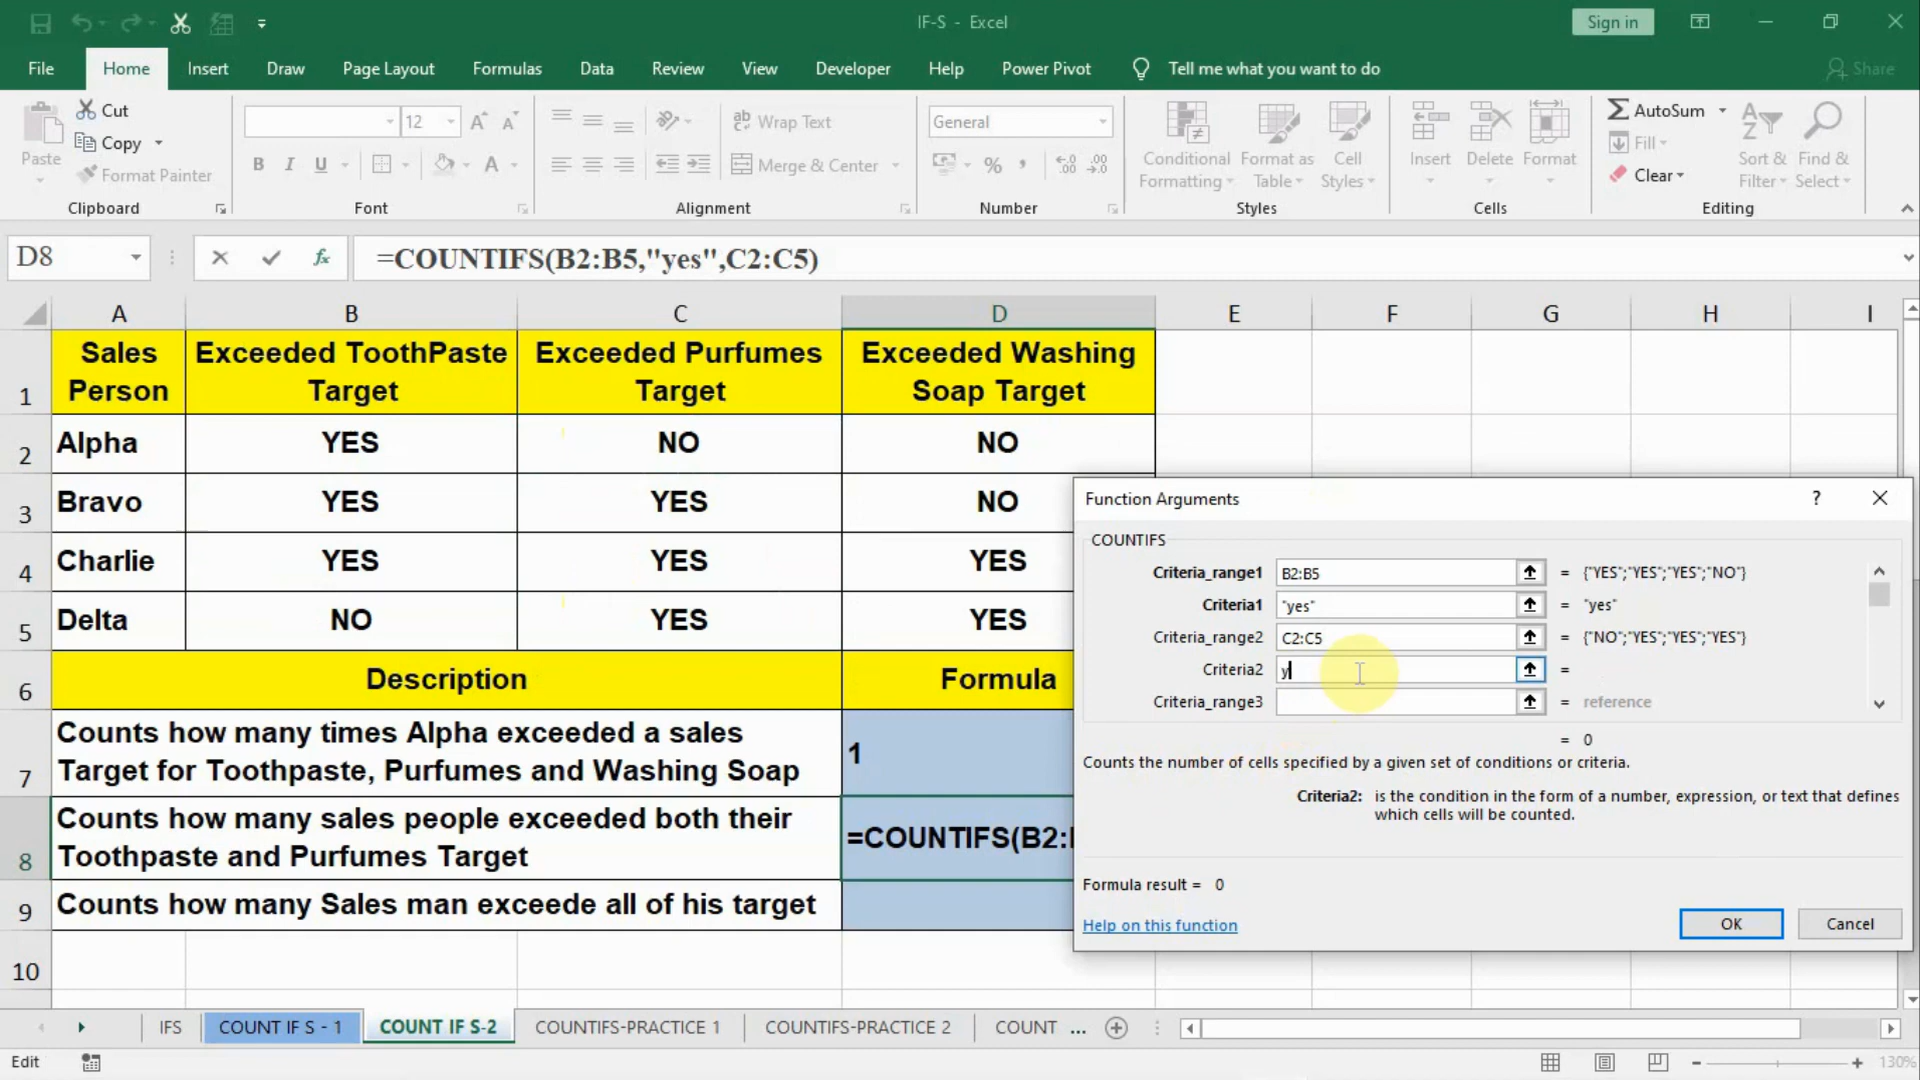 IF-S - Excel
Sign in
File
Home
Insert
Draw
Page Layout
Formulas
Data
Review
View
Developer
Help
Power Pivot
Tell me what you want to do
Share
Paste
Cut
Copy
Format Painter
Clipboard
12
B I U
Font
Wrap Text
Merge & Center
Alignment
General
%
Number
Conditional Formatting
Format as Table
Cell Styles
Styles
Insert
Delete
Format
Cells
AutoSum
Fill
Clear
Sort & Filter
Find & Select
Editing
D8
fx
=COUNTIFS(B2:B5,"yes",C2:C5)
A B C D E F G H I
1
Sales Person
Exceeded ToothPaste Target
Exceeded Purfumes Target
Exceeded Washing Soap Target
2 Alpha YES NO NO
3 Bravo YES YES NO
4 Charlie YES YES YES
5 Delta NO YES YES
6 Description Formula
7
Counts how many times Alpha exceeded a sales
Target for Toothpaste, Purfumes and Washing Soap
1
8
Counts how many sales people exceeded both their
Toothpaste and Purfumes Target
=COUNTIFS(B2:
9 Counts how many Sales man exceede all of his target
10
Function Arguments
?
COUNTIFS
Criteria_range1 B2:B5 = {"YES";"YES";"YES";"NO"}
Criteria1 "yes" = "yes"
Criteria_range2 C2:C5 = {"NO";"YES";"YES";"YES"}
Criteria2 y =
Criteria_range3 = reference
= 0
Counts the number of cells specified by a given set of conditions or criteria.
Criteria2: is the condition in the form of a number, expression, or text that defines
which cells will be counted.
Formula result = 0
Help on this function
OK
Cancel
IFS
COUNT IF S - 1
COUNT IF S-2
COUNTIFS-PRACTICE 1
COUNTIFS-PRACTICE 2
COUNT ...
Edit
130%